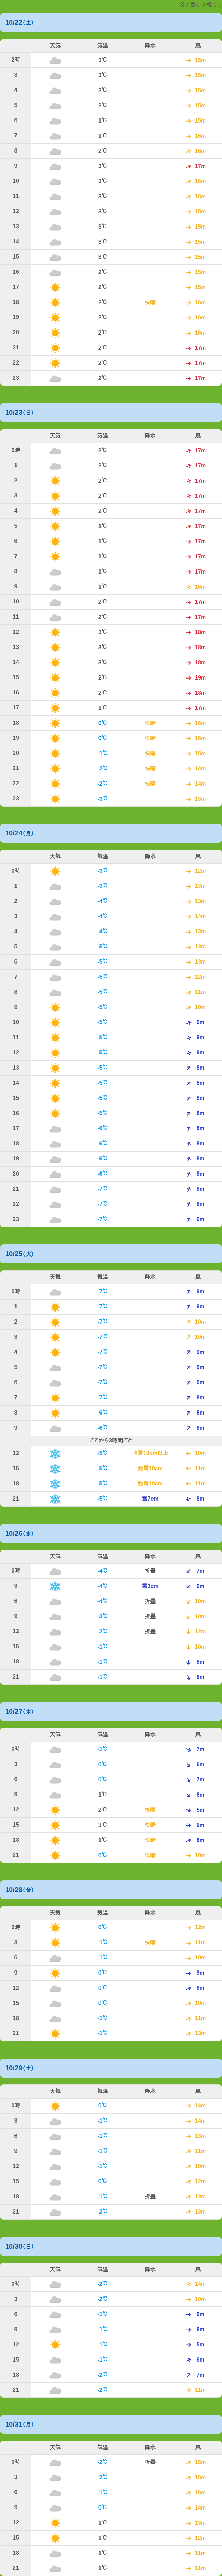 ※多目の予報です
10/22(土)
天気 気温 降水 風
2時 3℃ 15m
3 3℃ 15m
4 2℃ 15m
5 2℃ 15m
6 1℃ 15m
7 1℃ 16m
8 2℃ 16m
9 3℃ 17m
10 3℃ 16m
11 3℃ 16m
12 3℃ 15m
13 3℃ 15m
14 3℃ 15m
15 3℃ 15m
16 2℃ 15m
17 2℃ 15m
18 2℃ 快晴 16m
19 2℃ 16m
20 2℃ 16m
21 2℃ 17m
22 2℃ 17m
23 2℃ 17m
10/23(日)
天気 気温 降水 風
0時 2℃ 17m
1 2℃ 17m
2 2℃ 17m
3 2℃ 17m
4 2℃ 17m
5 1℃ 17m
6 1℃ 17m
7 1℃ 17m
8 1℃ 17m
9 1℃ 16m
10 2℃ 17m
11 2℃ 17m
12 3℃ 18m
13 3℃ 18m
14 3℃ 18m
15 2℃ 19m
16 2℃ 18m
17 1℃ 17m
18 0℃ 快晴 16m
19 0℃ 快晴 16m
20 -1℃ 快晴 15m
21 -2℃ 快晴 14m
22 -2℃ 快晴 14m
23 -3℃ 13m
10/24(月)
天気 気温 降水 風
0時 -3℃ 12m
1 -3℃ 13m
2 -4℃ 13m
3 -4℃ 14m
4 -4℃ 13m
5 -5℃ 13m
6 -5℃ 13m
7 -5℃ 12m
8 -5℃ 11m
9 -5℃ 10m
10 -5℃ 9m
11 -5℃ 9m
12 -5℃ 9m
13 -5℃ 8m
14 -5℃ 8m
15 -5℃ 8m
16 -5℃ 8m
17 -6℃ 8m
18 -6℃ 8m
19 -6℃ 8m
20 -6℃ 8m
21 -7℃ 8m
22 -7℃ 9m
23 -7℃ 9m
10/25(火)
天気 気温 降水 風
0時 -7℃ 9m
1 -7℃ 9m
2 -7℃ 10m
3 -7℃ 10m
4 -7℃ 9m
5 -7℃ 9m
6 -7℃ 9m
7 -7℃ 8m
8 -6℃ 8m
9 -6℃ 8m
ここから3時間ごと
12 -5℃ 強雪10cm以上 10m
15 -5℃ 強雪10cm 11m
18 -5℃ 強雪10cm 11m
21 -5℃ 雪7cm 8m
10/26(水)
天気 気温 降水 風
0時 -4℃ 折曇 7m
3 -4℃ 雪3cm 9m
6 -4℃ 折曇 10m
9 -3℃ 折曇 10m
12 -2℃ 折曇 12m
15 -1℃ 10m
18 -1℃ 8m
21 -1℃ 6m
10/27(木)
天気 気温 降水 風
0時 -1℃ 7m
3 0℃ 6m
6 0℃ 7m
9 1℃ 6m
12 2℃ 快晴 5m
15 3℃ 快晴 6m
18 1℃ 快晴 8m
21 0℃ 快晴 10m
10/28(金)
天気 気温 降水 風
0時 0℃ 12m
3 -1℃ 快晴 11m
6 -1℃ 10m
9 0℃ 9m
12 0℃ 8m
15 0℃ 10m
18 -1℃ 11m
21 -1℃ 13m
10/29(土)
天気 気温 降水 風
0時 0℃ 14m
3 -1℃ 14m
6 -1℃ 13m
9 -1℃ 11m
12 -1℃ 10m
15 0℃ 12m
18 -1℃ 折曇 13m
21 -2℃ 13m
10/30(日)
天気 気温 降水 風
0時 -2℃ 14m
3 -2℃ 10m
6 -1℃ 6m
9 -1℃ 6m
12 -1℃ 5m
15 -1℃ 6m
18 -2℃ 7m
21 -2℃ 11m
10/31(月)
天気 気温 降水 風
0時 -2℃ 折曇 15m
3 -2℃ 15m
6 -1℃ 15m
9 0℃ 14m
12 1℃ 13m
15 1℃ 12m
18 1℃ 11m
21 1℃ 11m